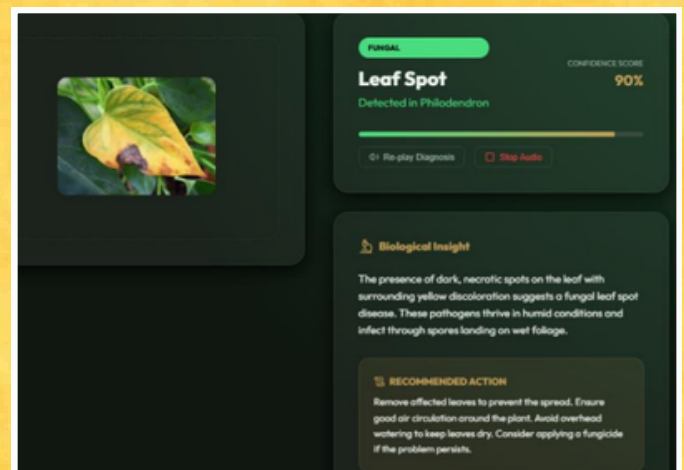 FUNGAL
CONFIDENCE SCORE
Leaf Spot
90%
Detected in Philodendron
Re-play Diagnosis
Stop Audio
Biological Insight
The presence of dark, necrotic spots on the leaf with
surrounding yellow discoloration suggests a fungal leaf spot
disease. These pathogens thrive in humid conditions and
infect through spores landing on wet foliage.
RECOMMENDED ACTION
Remove affected leaves to prevent the spread. Ensure
good air circulation around the plant. Avoid overhead
watering to keep leaves dry. Consider applying a fungicide
if the problem persists.